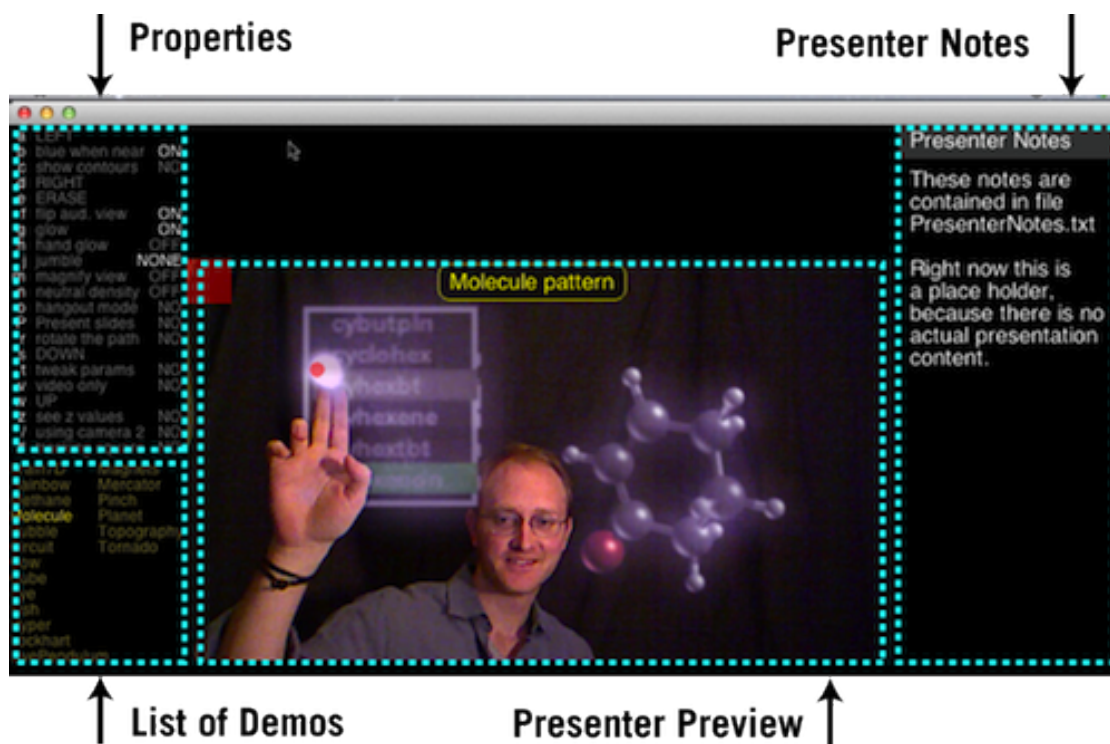 Properties
Presenter Notes
LEFT
blue when near ON
show contours NO
RIGHT
ERASE
flip aud. view ON
glow ON
hand glow OFF
jumble NONE
magnify view OFF
neutral density OFF
hangout mode NO
Present slides NO
rotate the path NO
DOWN
tweak params NO
video only NO
UP
see z values NO
using camera 2 NO
Mercator
Pinch
Molecule Planet
Topography
Tornado
Molecule pattern
cybutpln
cyclohex
Presenter Notes
These notes are
contained in file
PresenterNotes.txt
Right now this is
a place holder,
because there is no
actual presentation
content.
List of Demos
Presenter Preview